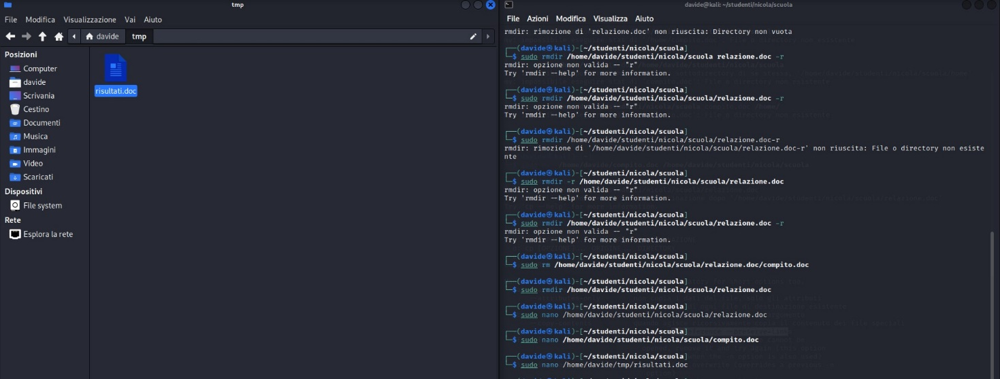 tmp
File Modifica Visualizzazione Vai Aiuto
davide tmp
Posizioni
Computer
davide
Scrivania
Cestino
Documenti
Musica
Immagini
Video
Scaricati
Dispositivi
File system
Rete
Esplora la rete
risultati.doc
davide@kali: ~/studenti/nicola/scuola
File Azioni Modifica Visualizza Aiuto
rmdir: rimozione di 'relazione.doc' non riuscita: Directory non vuota
┌──(davide㉿kali)-[~/studenti/nicola/scuola]
└─$ sudo rmdir /home/davide/studenti/nicola/scuola relazione.doc -r
rmdir: opzione non valida -- "r"
Try 'rmdir --help' for more information.
┌──(davide㉿kali)-[~/studenti/nicola/scuola]
└─$ sudo rmdir /home/davide/studenti/nicola/scuola/relazione.doc -r
rmdir: opzione non valida -- "r"
Try 'rmdir --help' for more information.
┌──(davide㉿kali)-[~/studenti/nicola/scuola]
└─$ sudo rmdir /home/davide/studenti/nicola/scuola/relazione.doc-r
rmdir: rimozione di '/home/davide/studenti/nicola/scuola/relazione.doc-r' non riuscita: File o directory non esiste
nte
┌──(davide㉿kali)-[~/studenti/nicola/scuola]
└─$ sudo rmdir -r /home/davide/studenti/nicola/scuola/relazione.doc
rmdir: opzione non valida -- "r"
Try 'rmdir --help' for more information.
┌──(davide㉿kali)-[~/studenti/nicola/scuola]
└─$ sudo rmdir /home/davide/studenti/nicola/scuola/relazione.doc -r
rmdir: opzione non valida -- "r"
Try 'rmdir --help' for more information.
┌──(davide㉿kali)-[~/studenti/nicola/scuola]
└─$ sudo rm /home/davide/studenti/nicola/scuola/relazione.doc/compito.doc
┌──(davide㉿kali)-[~/studenti/nicola/scuola]
└─$ sudo rmdir /home/davide/studenti/nicola/scuola/relazione.doc
┌──(davide㉿kali)-[~/studenti/nicola/scuola]
└─$ sudo nano /home/davide/studenti/nicola/scuola/relazione.doc
┌──(davide㉿kali)-[~/studenti/nicola/scuola]
└─$ sudo nano /home/davide/studenti/nicola/scuola/compito.doc
┌──(davide㉿kali)-[~/studenti/nicola/scuola]
└─$ sudo nano /home/davide/tmp/risultati.doc